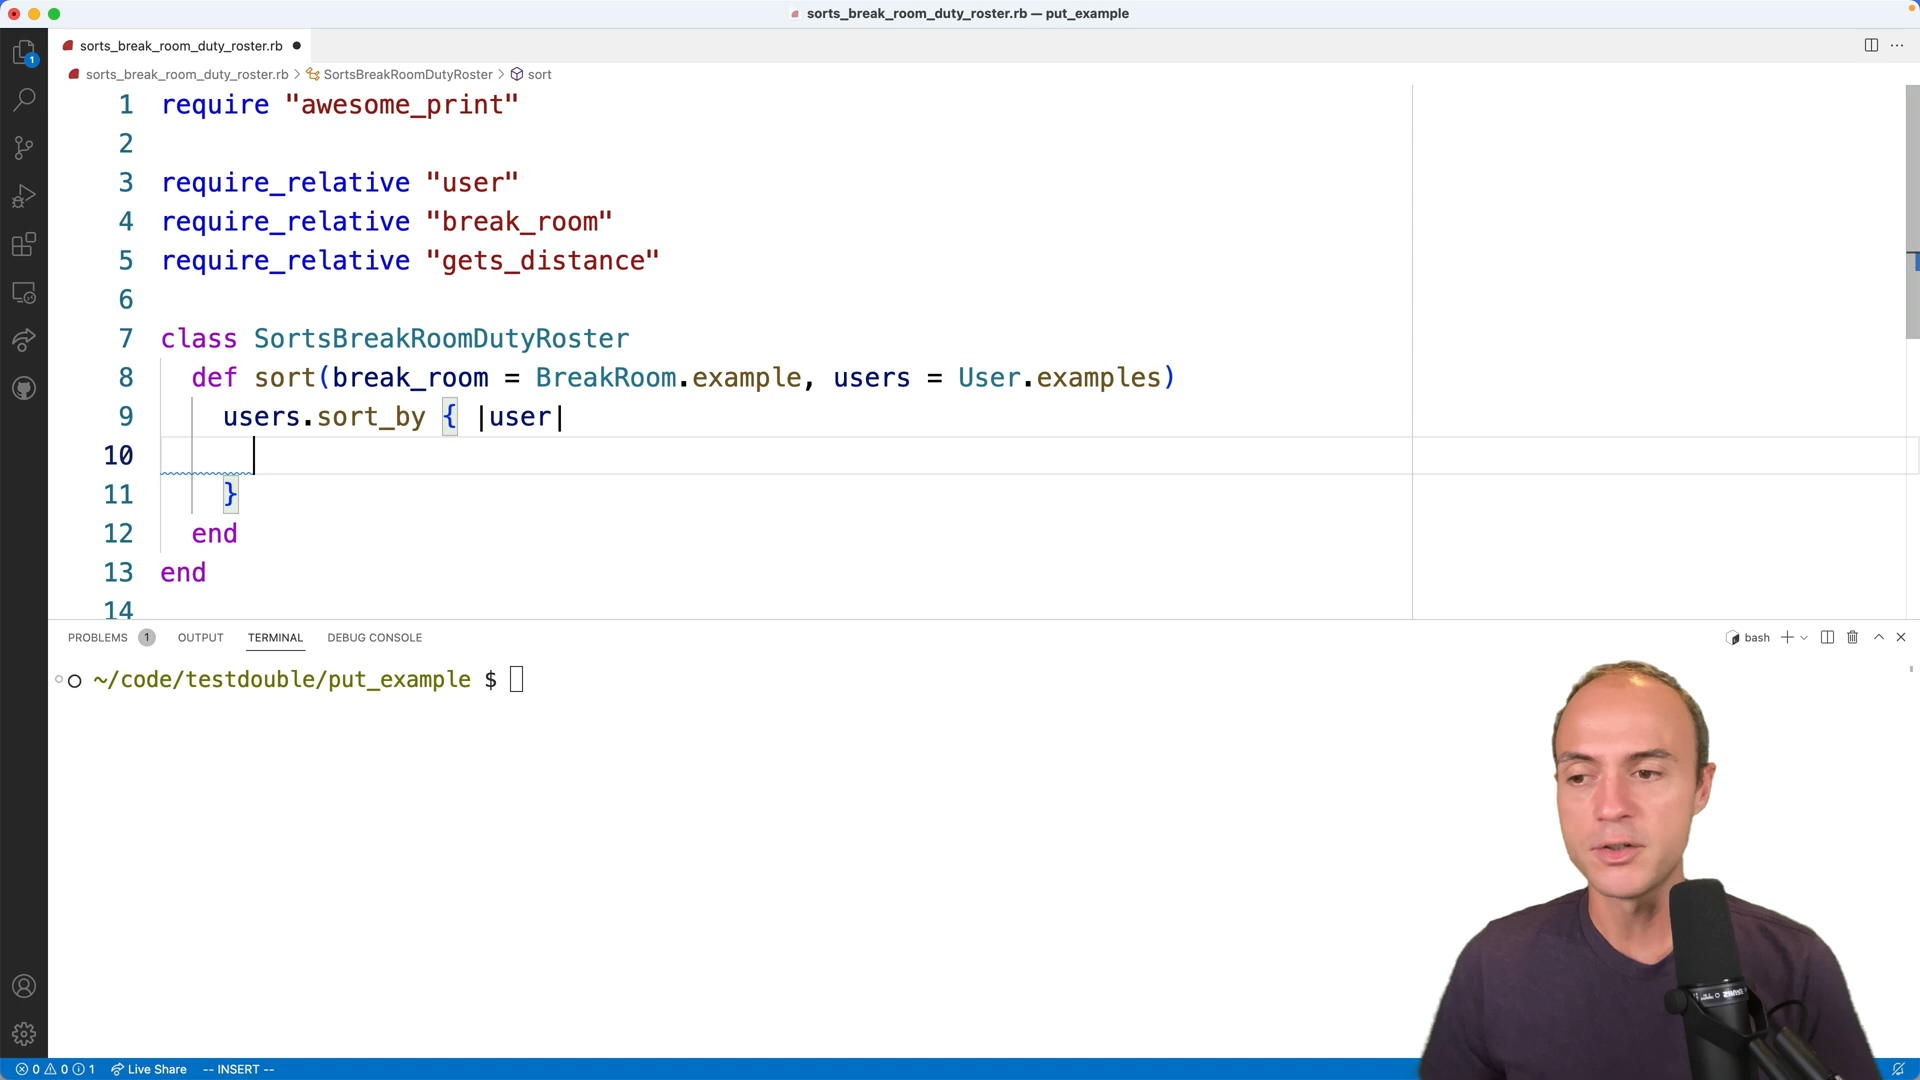 sorts_break_room_duty_roster.rb — put_example
sorts_break_room_duty_roster.rb
sorts_break_room_duty_roster.rb > SortsBreakRoomDutyRoster > sort
1 require "awesome_print"
2
3 require_relative "user"
4 require_relative "break_room"
5 require_relative "gets_distance"
6
7 class SortsBreakRoomDutyRoster
8 def sort(break_room = BreakRoom.example, users = User.examples)
9 users.sort_by { |user|
10
11 }
12 end
13 end
14
PROBLEMS 1 OUTPUT TERMINAL DEBUG CONSOLE bash
~/code/testdouble/put_example $
1
0 0 1 Live Share -- INSERT --